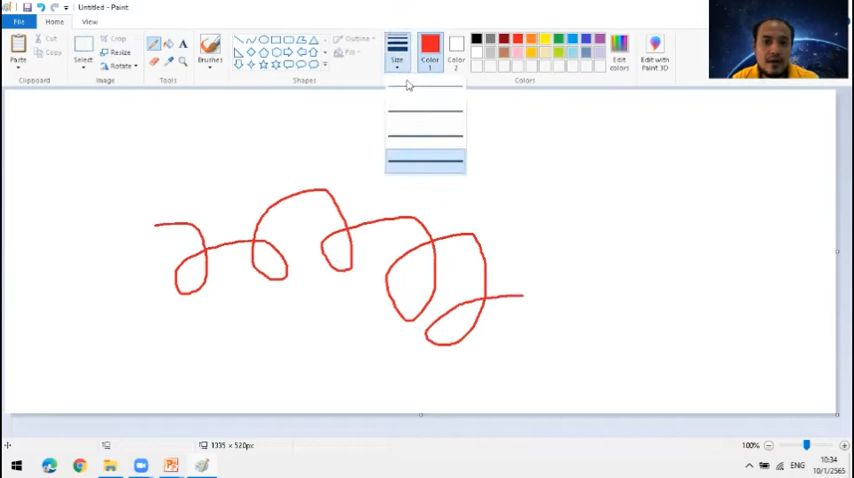 Untitled - Paint
File Home View
Paste
Cut
Copy
Clipboard
Select
Crop
Resize
Rotate
Image
A
Tools
Brushes
Outline
Fill
Shapes
Size
Color 1
Color 2
Colors
Edit colors
Edit with Paint 3D
1335 × 520px
100%
ENG
10:34
10/1/2565